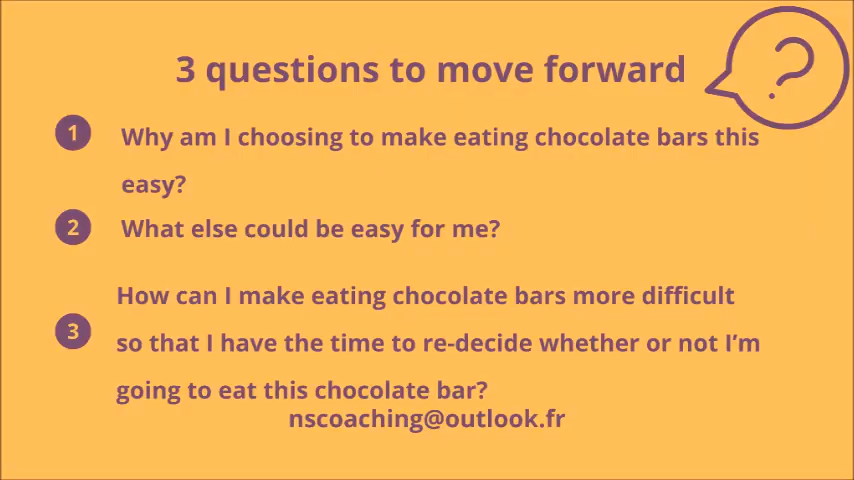 3 questions to move forward
1 Why am I choosing to make eating chocolate bars this
easy?
2 What else could be easy for me?
How can I make eating chocolate bars more difficult
3 so that I have the time to re-decide whether or not I’m
going to eat this chocolate bar?
nscoaching@outlook.fr